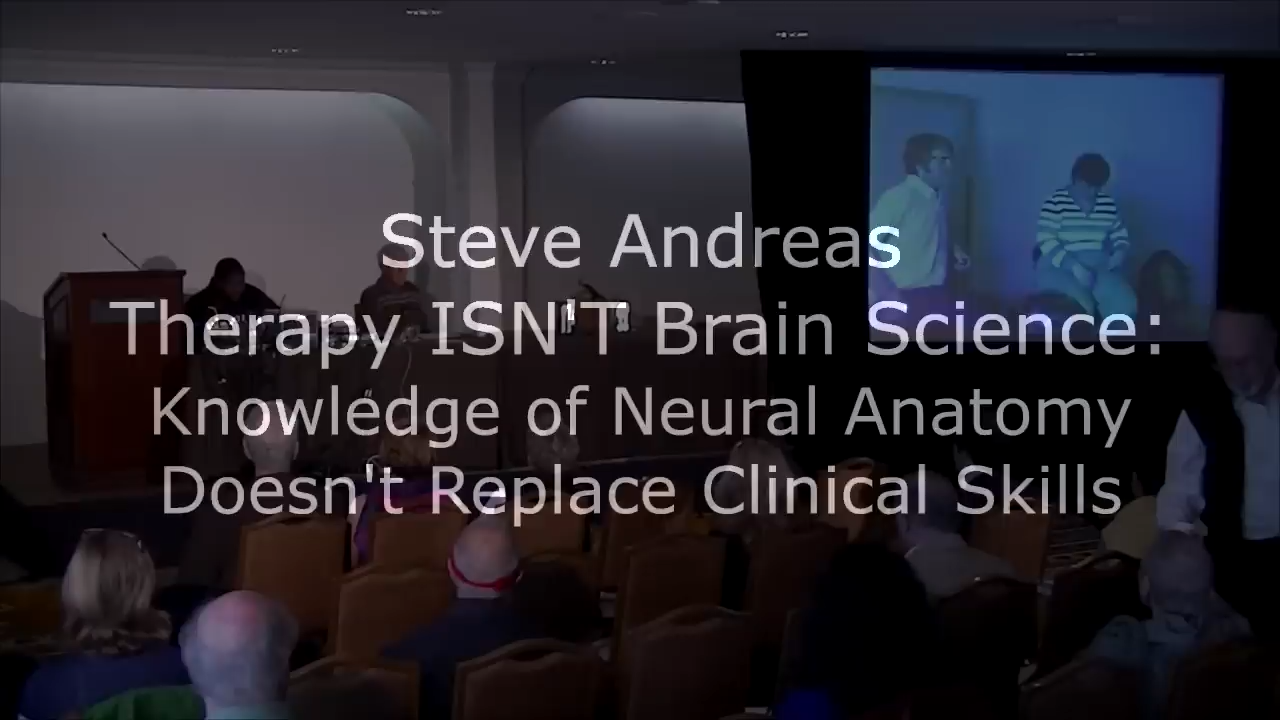 Steve Andreas
Therapy ISN'T Brain Science:
Knowledge of Neural Anatomy
Doesn't Replace Clinical Skills